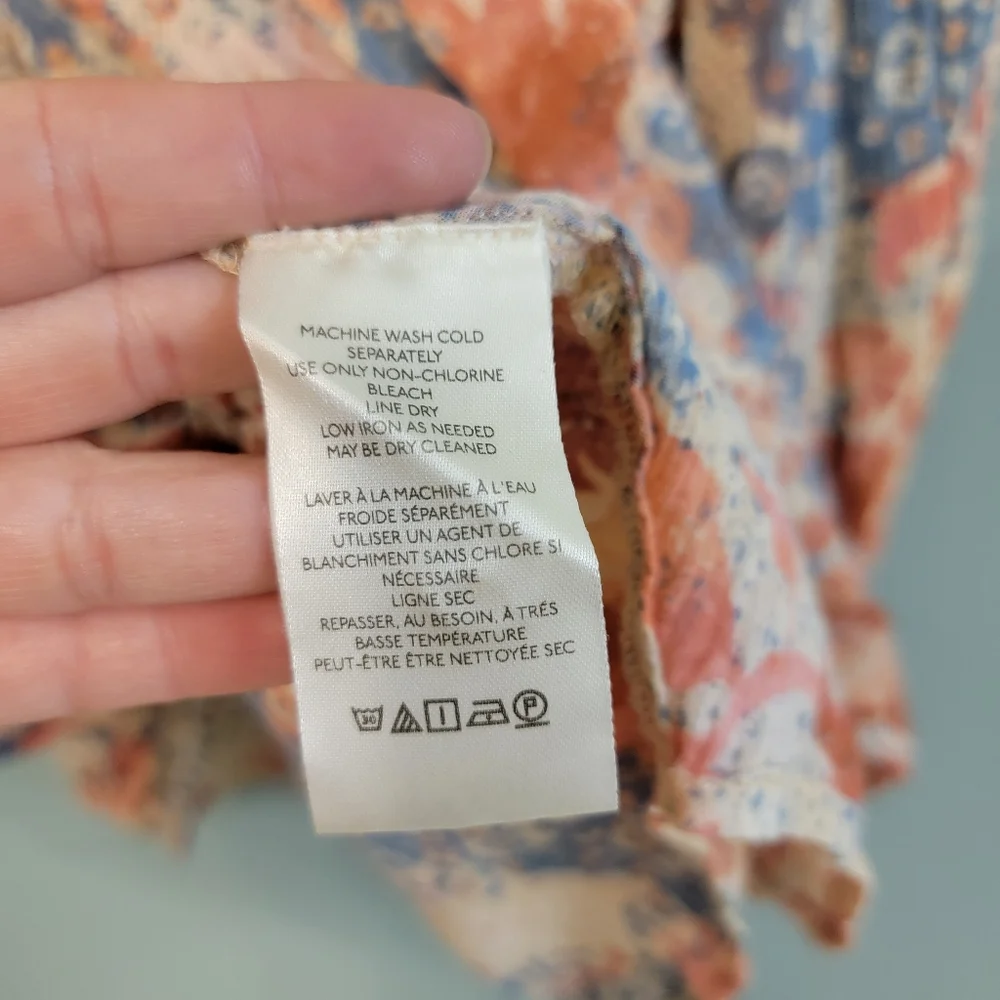 MACHINE WASH COLD
SEPARATELY
USE ONLY NON-CHLORINE
BLEACH
LINE DRY
LOW IRON AS NEEDED
MAY BE DRY CLEANED
LAVER À LA MACHINE À L'EAU
FROIDE SÉPARÉMENT
UTILISER UN AGENT DE
BLANCHIMENT SANS CHLORE SI
NÉCESSAIRE
LIGNE SEC
REPASSER, AU BESOIN, À TRÉS
BASSE TEMPÉRATURE
PEUT-ÊTRE ÊTRE NETTOYÉE SEC
30 P